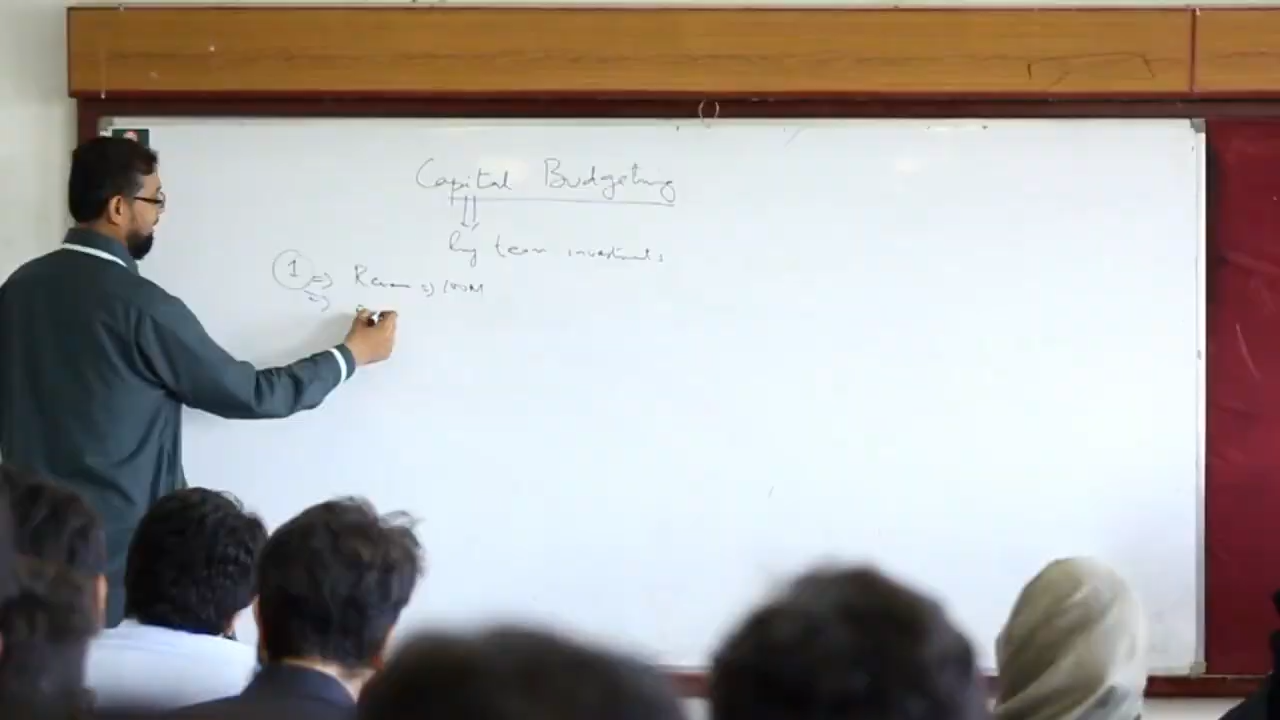 Capital Budgeting
Long term investments
1 => Revenue => 100M
=>